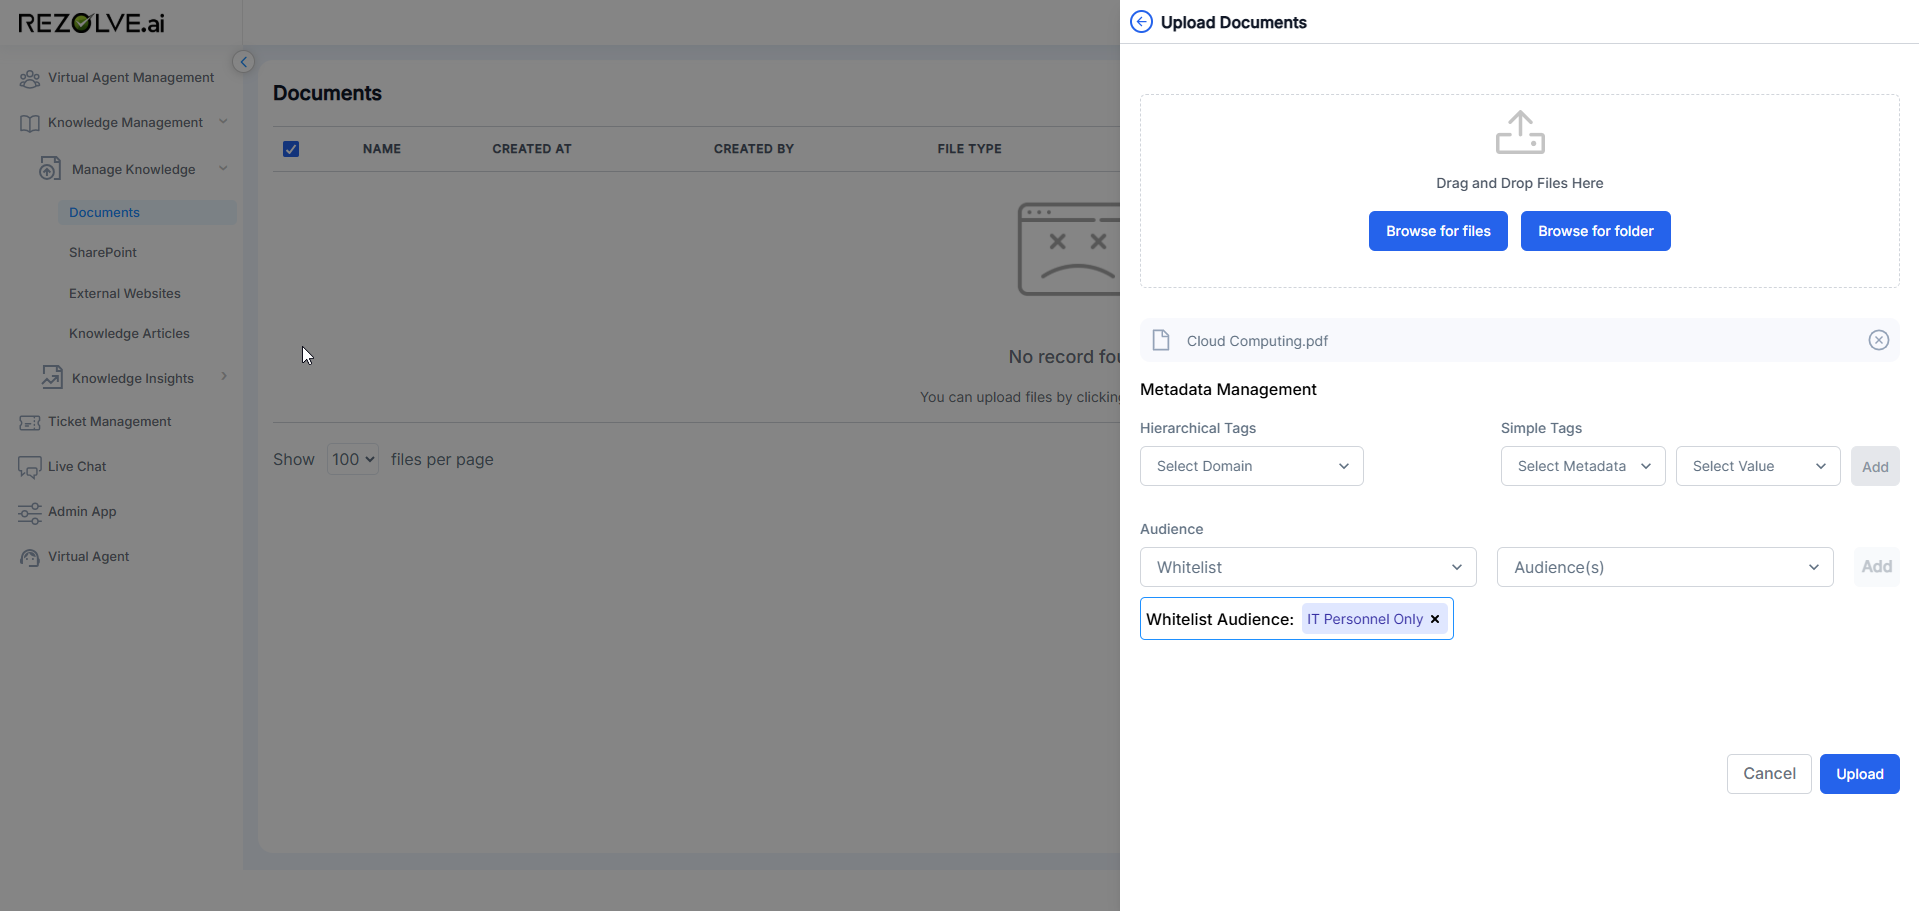 REZOLVE.ai
Virtual Agent Management
Knowledge Management
Manage Knowledge
Documents
SharePoint
External Websites
Knowledge Articles
Knowledge Insights
Ticket Management
Live Chat
Admin App
Virtual Agent
Documents
NAME CREATED AT CREATED BY FILE TYPE
No record fou
You can upload files by clicking
Show 100 files per page
Upload Documents
Drag and Drop Files Here
Browse for files Browse for folder
Cloud Computing.pdf
Metadata Management
Hierarchical Tags Simple Tags
Select Domain Select Metadata Select Value Add
Audience
Whitelist Audience(s) Add
Whitelist Audience: IT Personnel Only
Cancel Upload